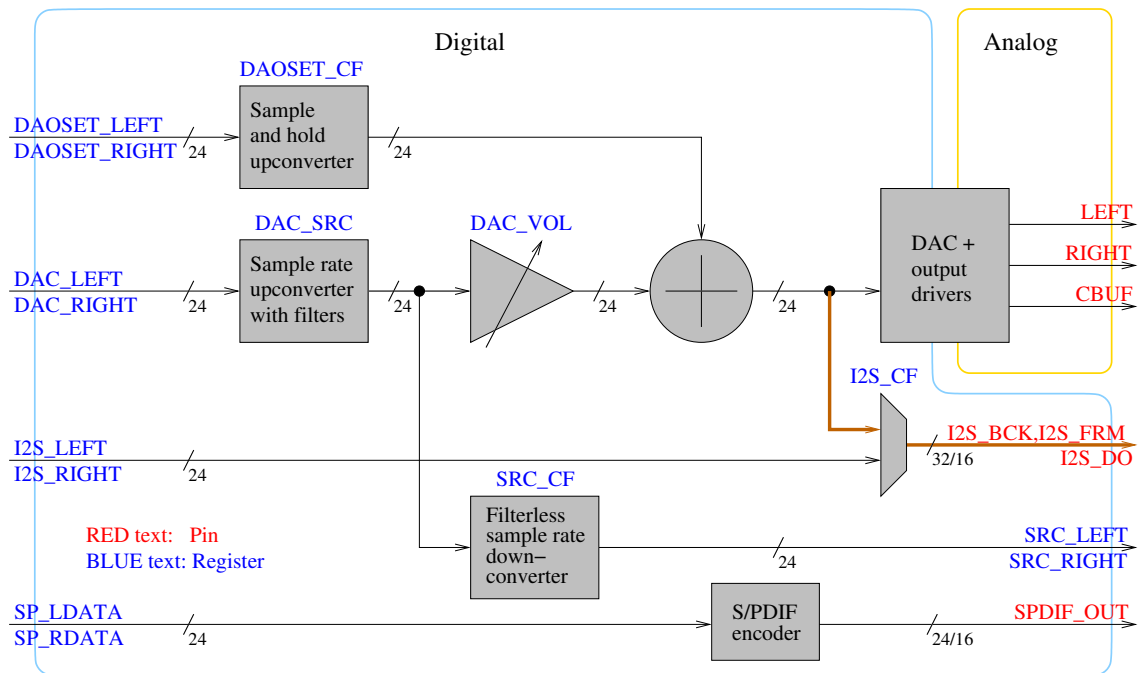 Digital
Analog
DAOSET_CF
DAOSET_LEFT
DAOSET_RIGHT
24
Sample
and hold
upconverter
24
DAC_SRC
DAC_VOL
DAC_LEFT
DAC_RIGHT
24
Sample rate
upconverter
with filters
24
24
24
DAC +
output
drivers
LEFT
RIGHT
CBUF
I2S_CF
I2S_LEFT
I2S_RIGHT
24
I2S_BCK,I2S_FRM
I2S_DO
32/16
SRC_CF
Filterless
sample rate
down−
converter
24
SRC_LEFT
SRC_RIGHT
RED text: Pin
BLUE text: Register
SP_LDATA
SP_RDATA
24
S/PDIF
encoder
24/16
SPDIF_OUT